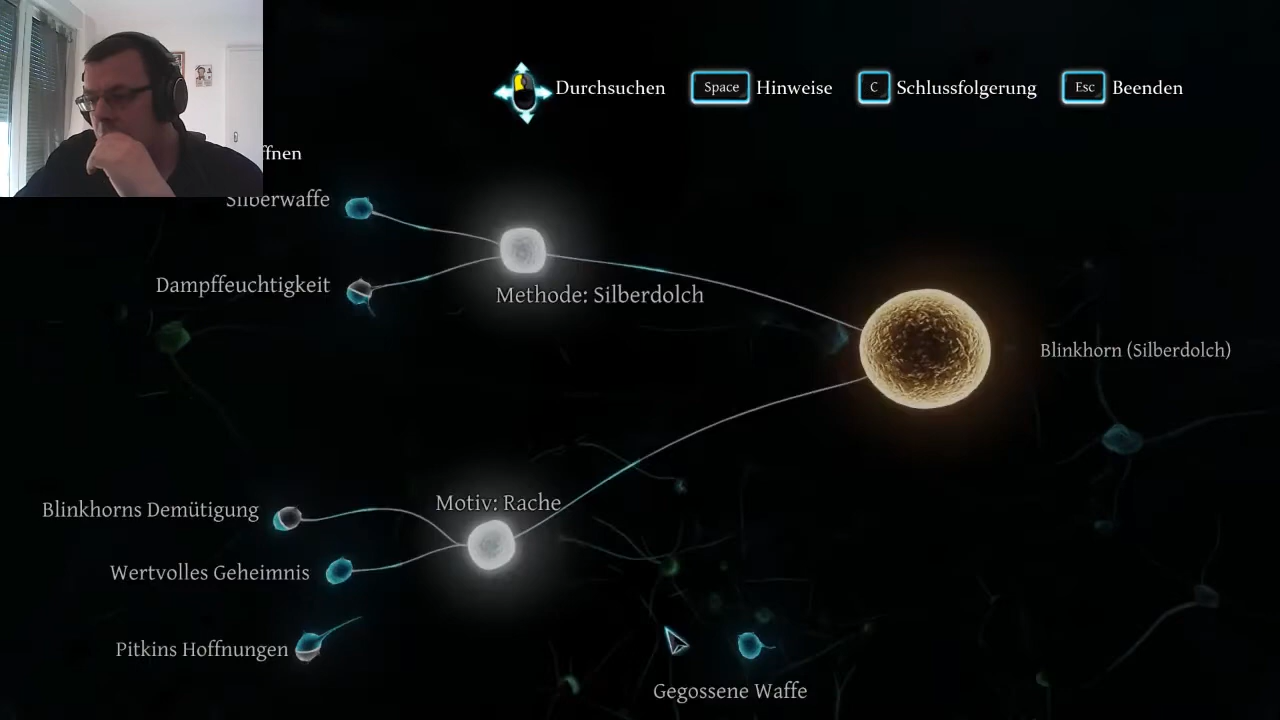 Durchsuchen Space Hinweise C Schlussfolgerung Esc Beenden
Silberwaffe
Dampffeuchtigkeit
Methode: Silberdolch
Blinkhorn (Silberdolch)
Motiv: Rache
Blinkhorns Demütigung
Wertvolles Geheimnis
Pitkins Hoffnungen
Gegossene Waffe